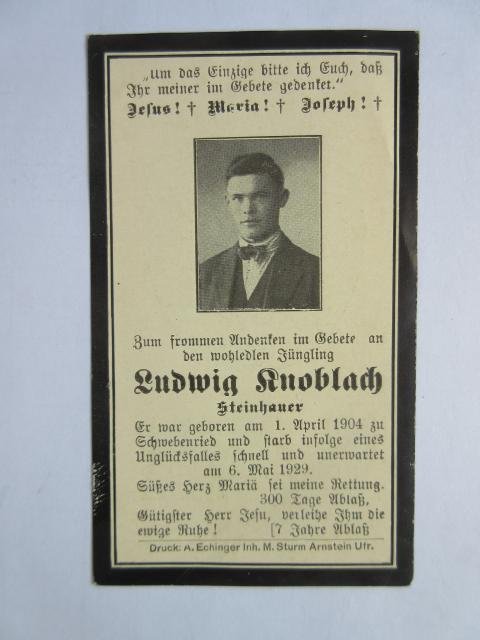 „Um das Einzige bitte ich Euch, daß
Ihr meiner im Gebete gedenket.“
Jesus! † Maria! † Joseph! †
Zum frommen Andenken im Gebete an
den wohledlen Jüngling
Ludwig Knoblach
Steinhauer
Er war geboren am 1. April 1904 zu
Schwebenried und starb infolge eines
Unglücksfalles schnell und unerwartet
am 6. Mai 1929.
Süßes Herz Mariä sei meine Rettung.
300 Tage Ablaß,
Gütigster Herr Jesu, verleihe Ihm die
ewige Ruhe! [7 Jahre Ablaß
Druck: A. Echinger Inh. M. Sturm Arnstein Ufr.